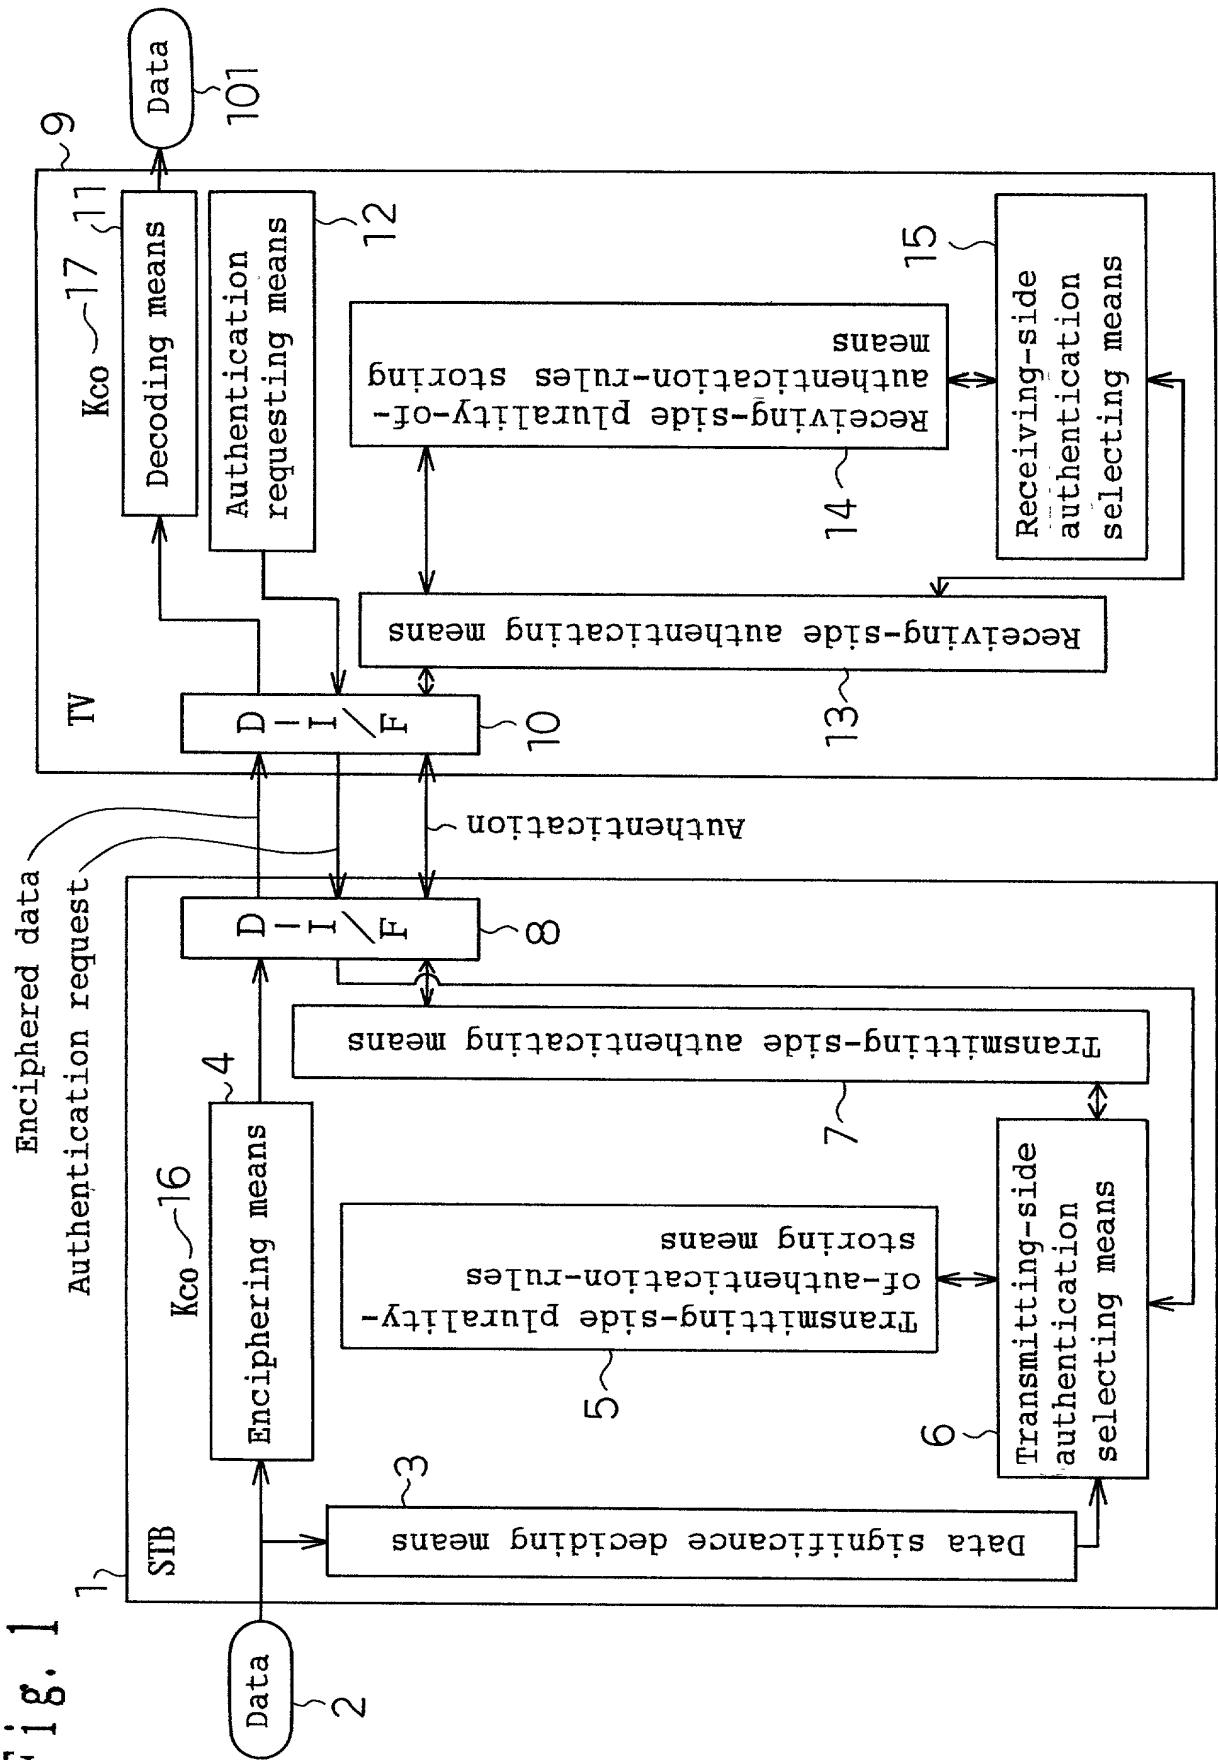 Fig. 1
Enciphered data
Authentication request
1
STB
2
Data
Kco
16
4
Enciphering means
3
Data significance deciding means
5
Transmitting-side plurality-
of-authentication-rules
storing means
6
Transmitting-side
authentication
selecting means
7
Transmitting-side authenticating means
8
D-I/F
Authentication
9
TV
10
D-I/F
Kco
17
11
Decoding means
Data
101
12
Authentication
requesting means
13
Receiving-side authenticating means
14
Receiving-side plurality-of-
authentication-rules storing
means
15
Receiving-side
authentication
selecting means